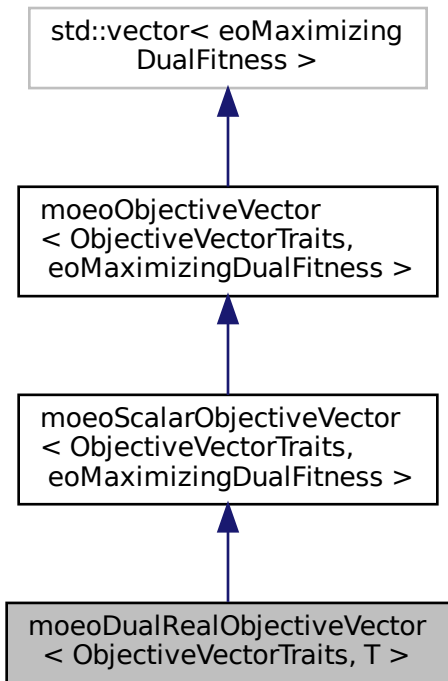 std::vector< eoMaximizing
DualFitness >
moeoObjectiveVector
< ObjectiveVectorTraits,
eoMaximizingDualFitness >
moeoScalarObjectiveVector
< ObjectiveVectorTraits,
eoMaximizingDualFitness >
moeoDualRealObjectiveVector
< ObjectiveVectorTraits, T >